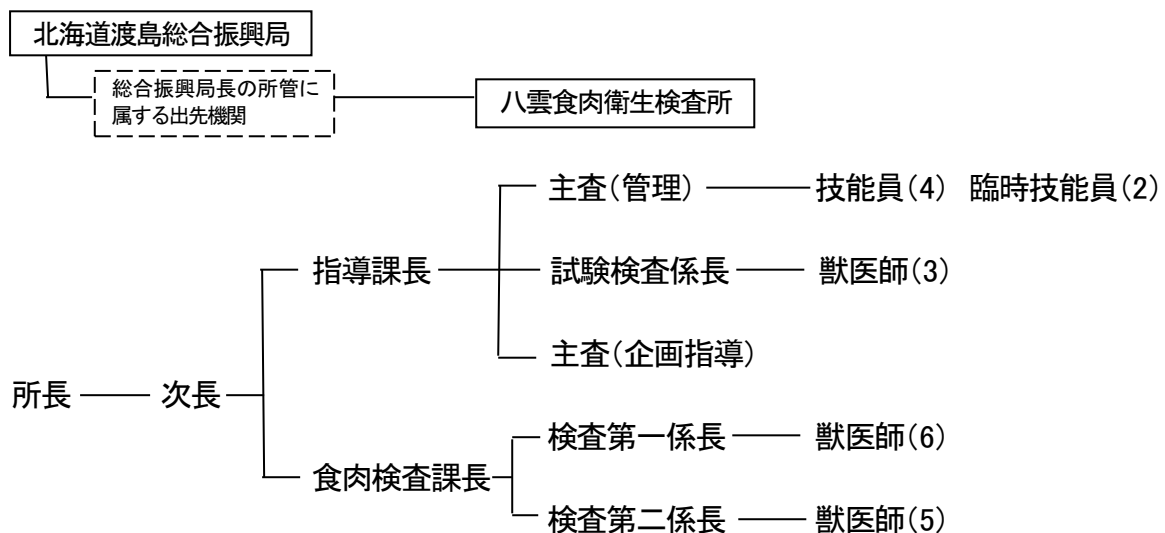 北海道渡島総合振興局
総合振興局長の所管に
属する出先機関
八雲食肉衛生検査所
主査(管理) 技能員(4) 臨時技能員(2)
指導課長 試験検査係長 獣医師(3)
主査(企画指導)
所長 次長
検査第一係長 獣医師(6)
食肉検査課長
検査第二係長 獣医師(5)